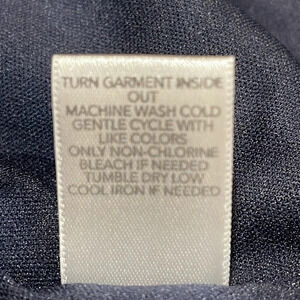 TURN GARMENT INSIDE
OUT
MACHINE WASH COLD
GENTLE CYCLE WITH
LIKE COLORS
ONLY NON-CHLORINE
BLEACH IF NEEDED
TUMBLE DRY LOW
COOL IRON IF NEEDED